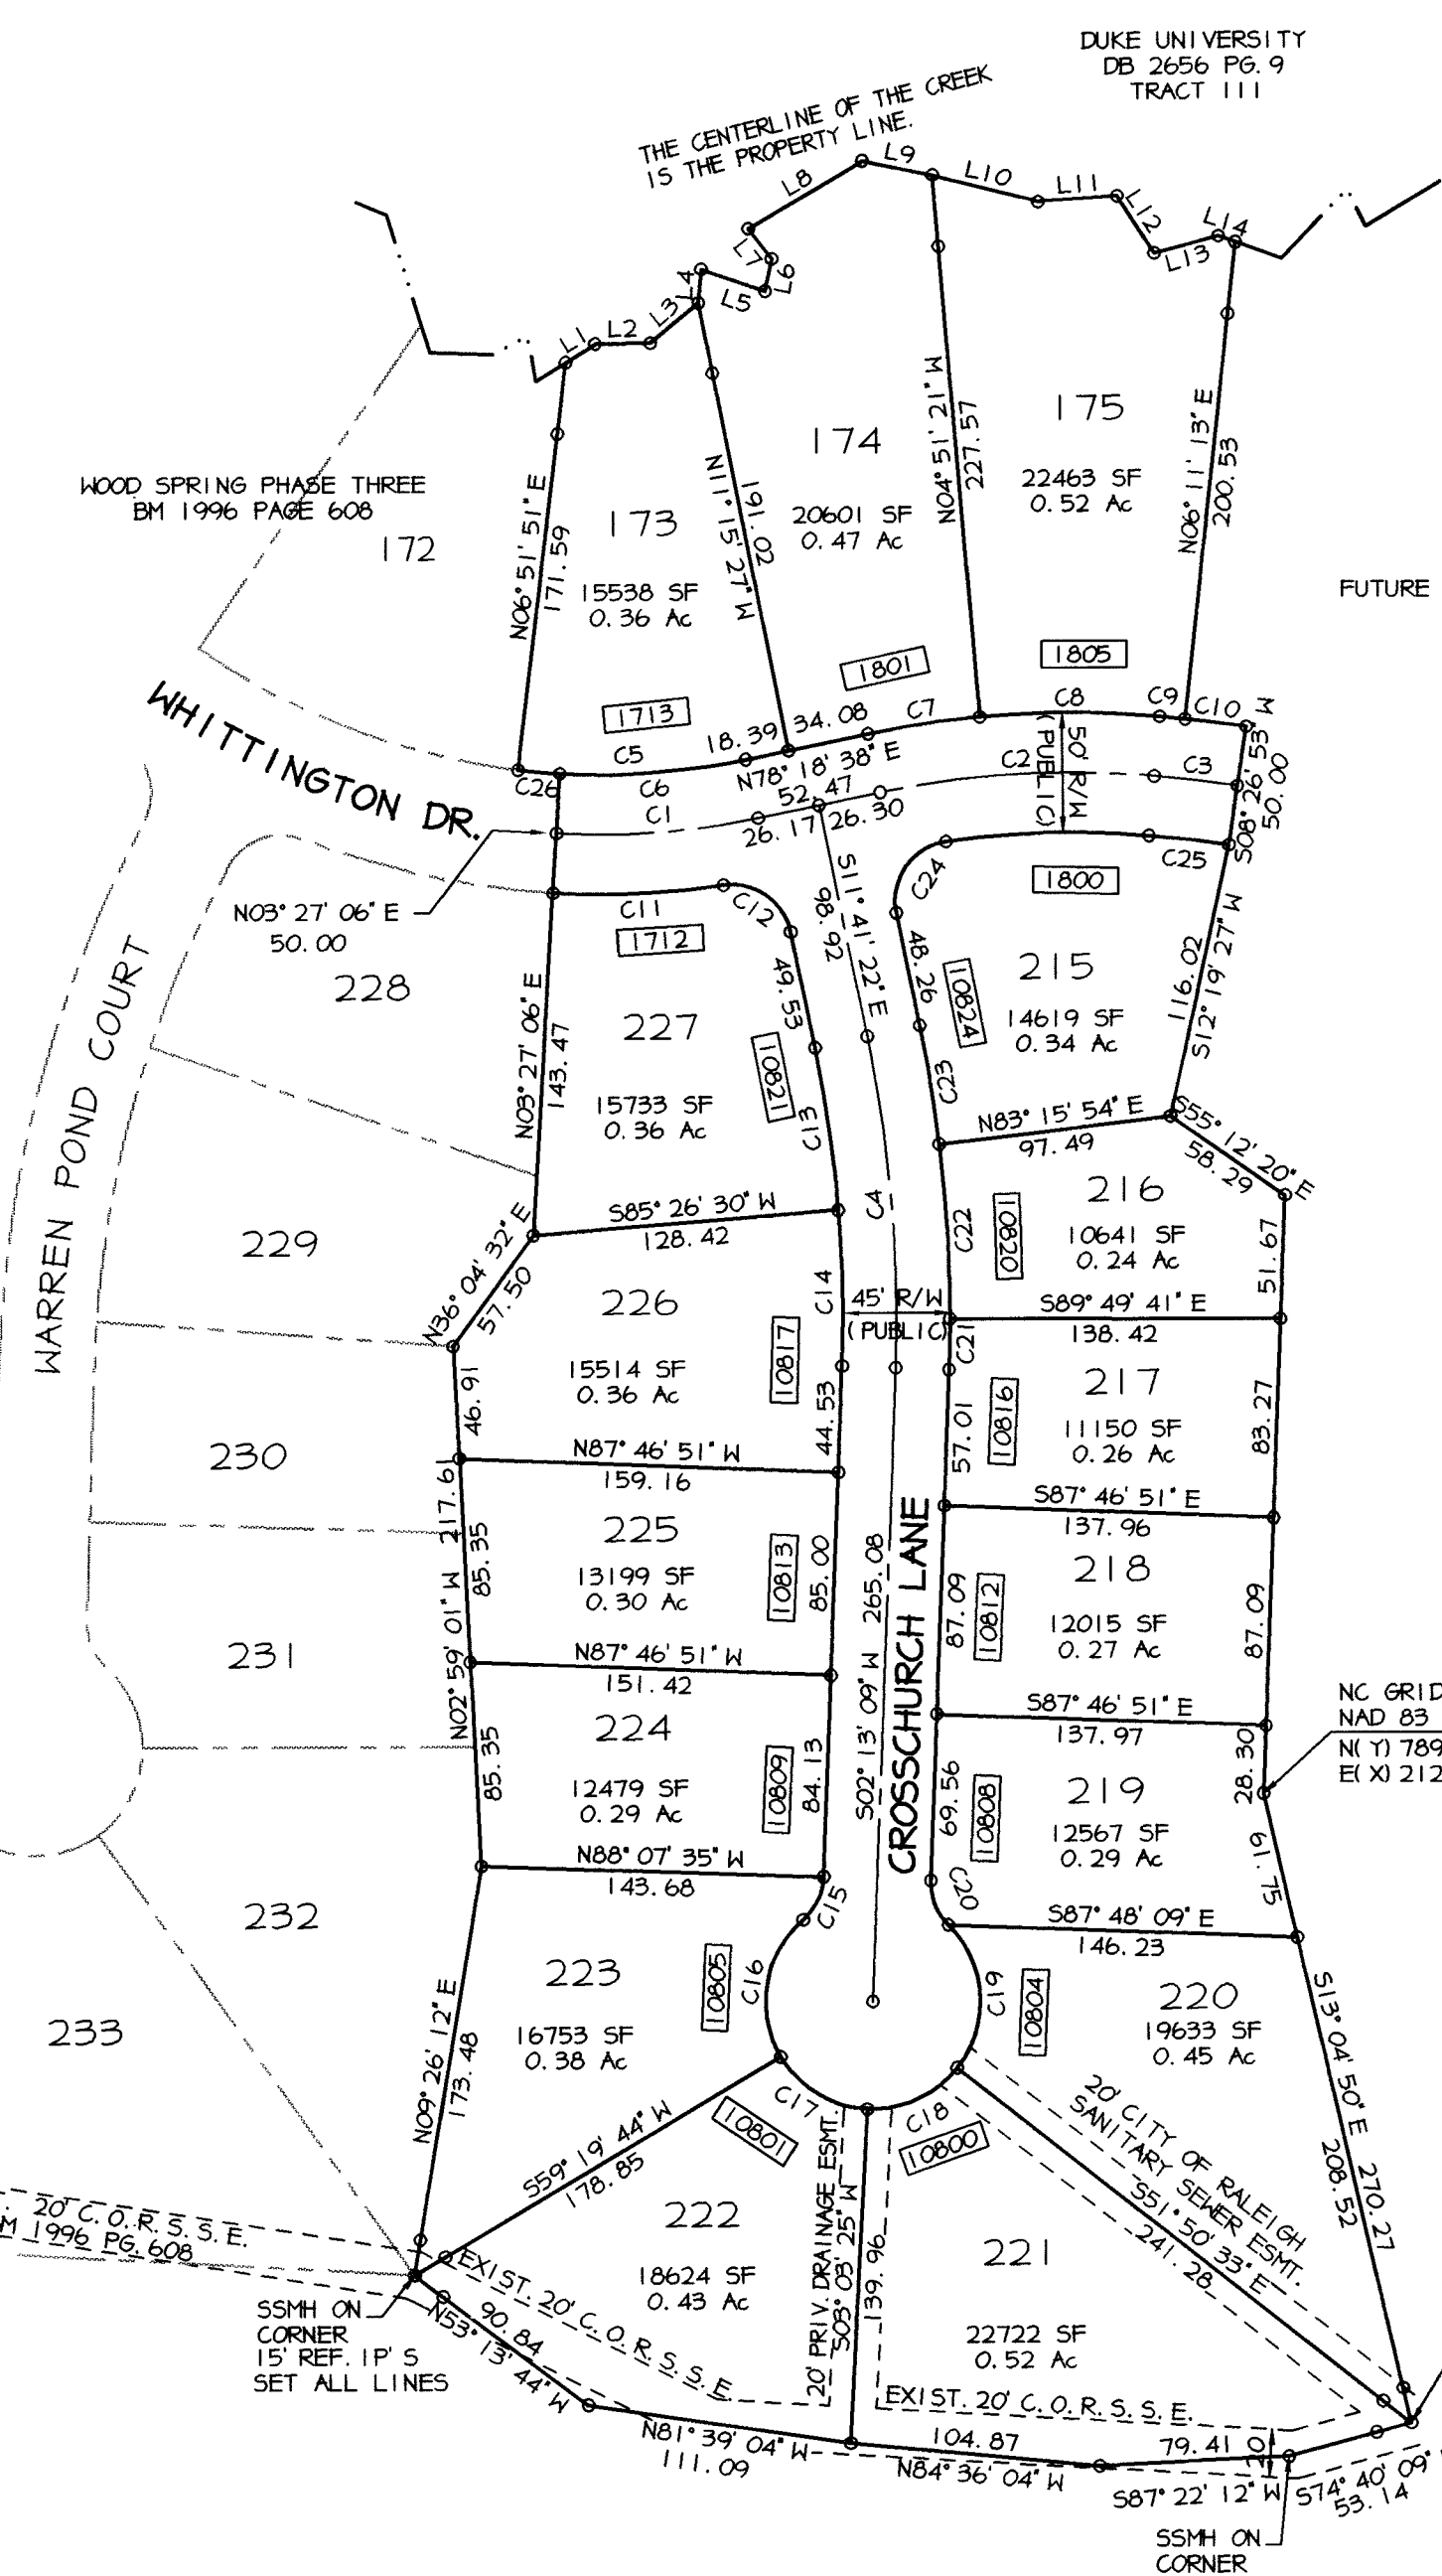 DUKE UNIVERSITY
DB 2656 PG. 9
TRACT III
THE CENTERLINE OF THE CREEK
IS THE PROPERTY LINE.
L1
L2
L3
L4
L5
L6
L7
L8
L9
L10
L11
L12
L13
L14
WOOD SPRING PHASE THREE
BM 1996 PAGE 608
172
N06° 51' 51" E
171.59
173
15538 SF
0.36 Ac
1713
N11° 15' 27" W
191.02
174
20601 SF
0.47 Ac
1801
N04° 51' 21" W
227.57
175
22463 SF
0.52 Ac
1805
N06° 11' 13" E
200.53
FUTURE
WHITTINGTON DR.
C26
C5
C6
C1
18.39
34.08
N78° 18' 38" E
52.47
26.17
26.30
C7
C8
C9
C10
C2
C3
50' R/W
(PUBLIC)
S08° 26' 53" W
50.00
C25
C24
1800
N03° 27' 06" E
50.00
C11
1712
C12
49.53
10821
C13
S11° 41' 22" E
98.92
48.26
10824
C23
215
14619 SF
0.34 Ac
116.02
S12° 19' 27" W
WARREN POND COURT
228
N03° 27' 06" E
143.47
227
15733 SF
0.36 Ac
N83° 15' 54" E
97.49
S55° 12' 20" E
58.29
229
N36° 04' 32" E
57.50
S85° 26' 30" W
128.42
C4
C22
10820
216
10641 SF
0.24 Ac
51.67
226
15514 SF
0.36 Ac
10817
C14
45' R/W
(PUBLIC)
C21
S89° 49' 41" E
138.42
46.91
44.53
57.01
10816
217
11150 SF
0.26 Ac
83.27
230
N87° 46' 51" W
159.16
S87° 46' 51" E
137.96
N02° 59' 01" W 217.61
85.35
225
13199 SF
0.30 Ac
10813
85.00
S02° 13' 09" W 265.08
CROSSCHURCH LANE
87.09
10812
218
12015 SF
0.27 Ac
87.09
231
N87° 46' 51" W
151.42
S87° 46' 51" E
137.97
NC GRID
NAD 83
N(Y) 789
E(X) 212
85.35
224
12479 SF
0.29 Ac
10809
84.13
69.56
10808
219
12567 SF
0.29 Ac
28.30
61.75
232
N88° 07' 35" W
143.68
C15
C20
S87° 48' 09" E
146.23
233
N09° 26' 12" E
173.48
223
16753 SF
0.38 Ac
10805
C16
C19
10804
220
19633 SF
0.45 Ac
S13° 04' 50" E 270.27
208.52
S59° 19' 44" W
178.85
C17
10801
C18
10800
20' CITY OF RALEIGH
SANITARY SEWER ESMT.
S51° 50' 33" E
241.28
20' C.O.R.S.S.E.
M 1996 PG. 608
222
18624 SF
0.43 Ac
20' PRIV. DRAINAGE ESMT.
S03° 03' 25" W
139.96
221
22722 SF
0.52 Ac
EXIST. 20' C.O.R.S.S.E.
EXIST. 20' C.O.R.S.S.E.
SSMH ON
CORNER
15' REF. IP'S
SET ALL LINES
90.84
N53° 13' 44" W
N81° 39' 04" W
111.09
104.87
N84° 36' 04" W
79.41
S87° 22' 12" W
20'
S74° 40' 09"
53.14
SSMH ON
CORNER